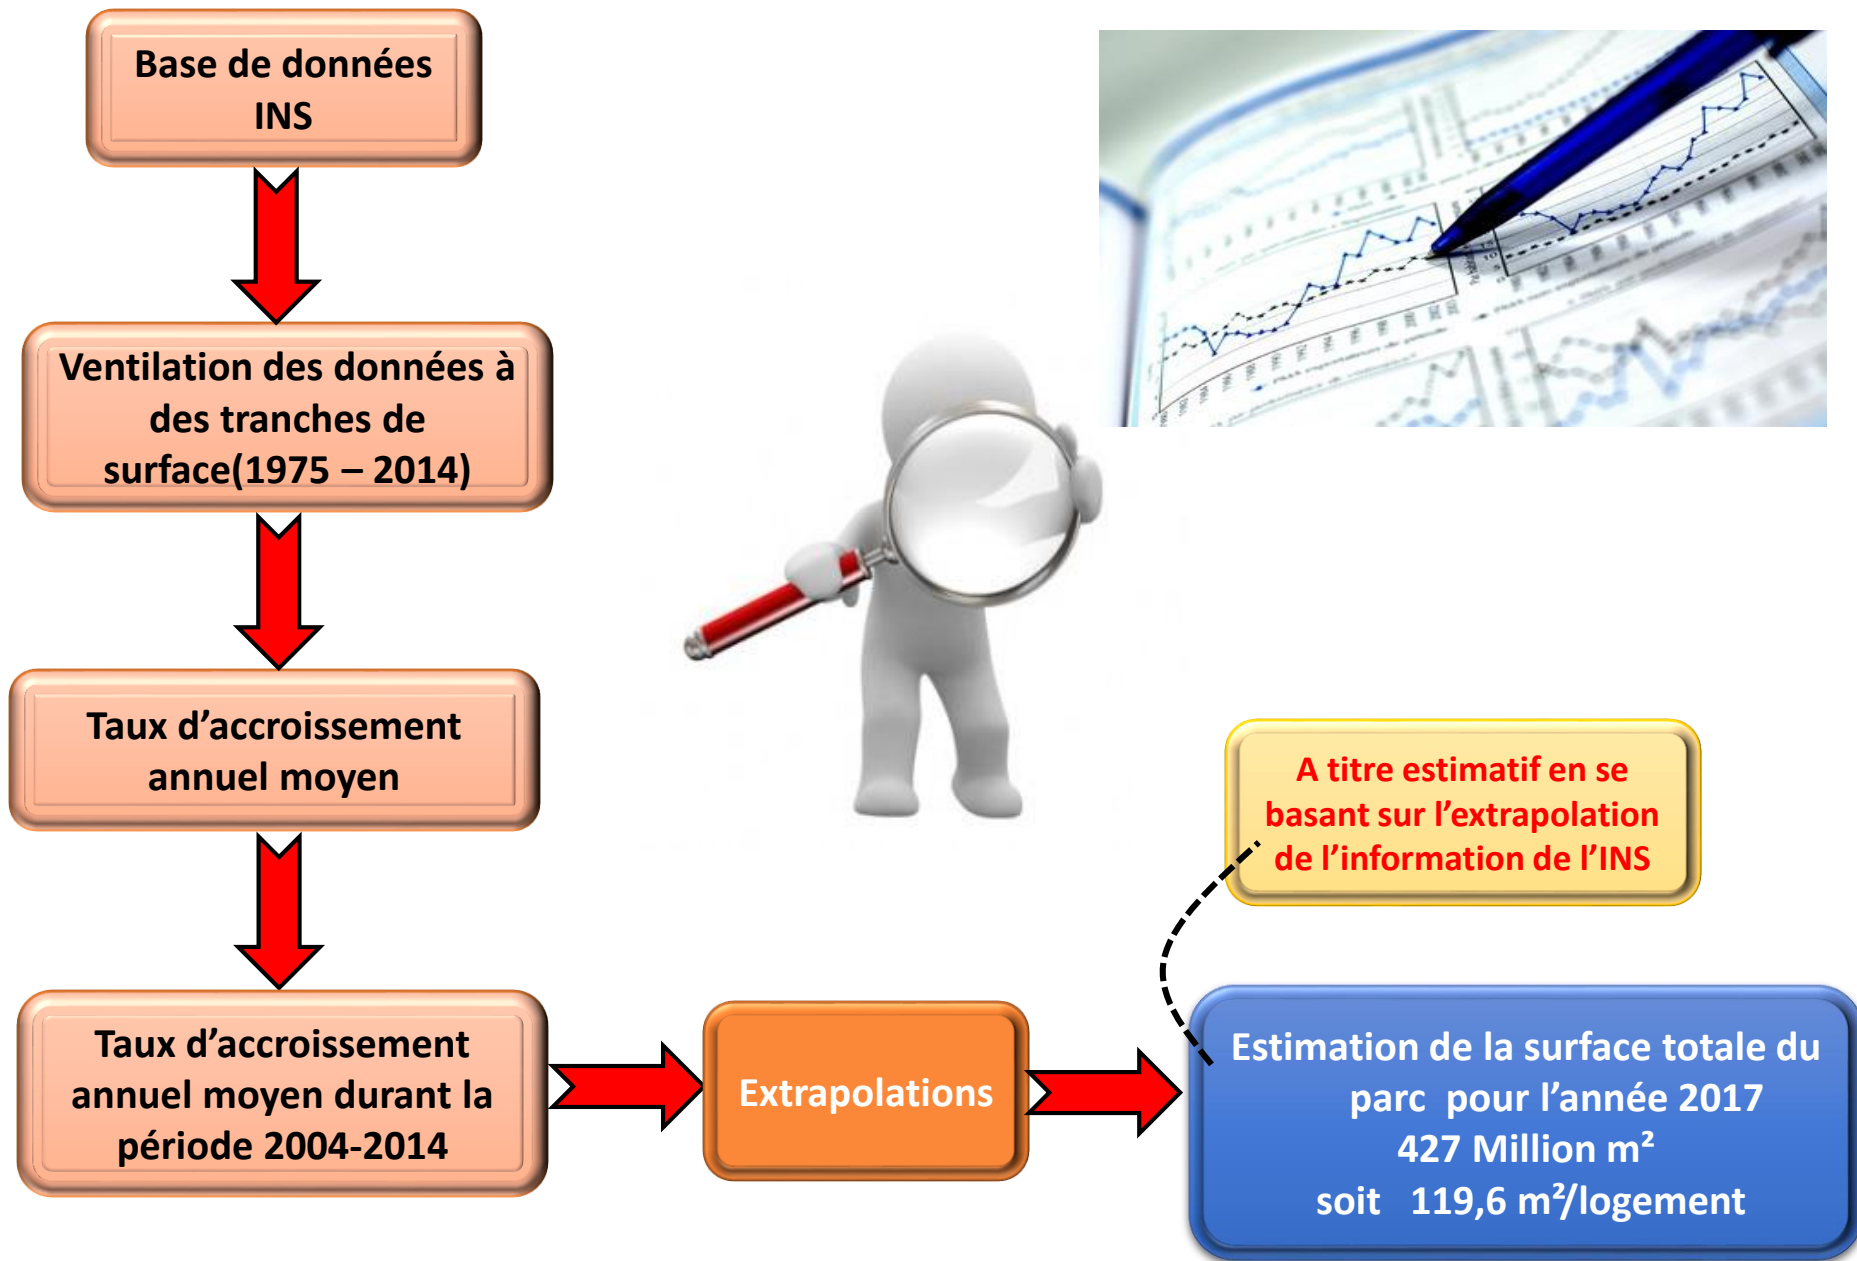 Base de données
INS
Ventilation des données à
des tranches de
surface(1975 – 2014)
Taux d’accroissement
annuel moyen
Taux d’accroissement
annuel moyen durant la
période 2004-2014
Extrapolations
A titre estimatif en se
basant sur l’extrapolation
de l’information de l’INS
Estimation de la surface totale du
parc pour l’année 2017
427 Million m²
soit 119,6 m²/logement